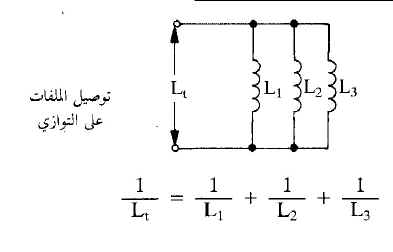 توصيل الملفات
على التوازي
Lt
L1
L2
L3
1/Lt = 1/L1 + 1/L2 + 1/L3